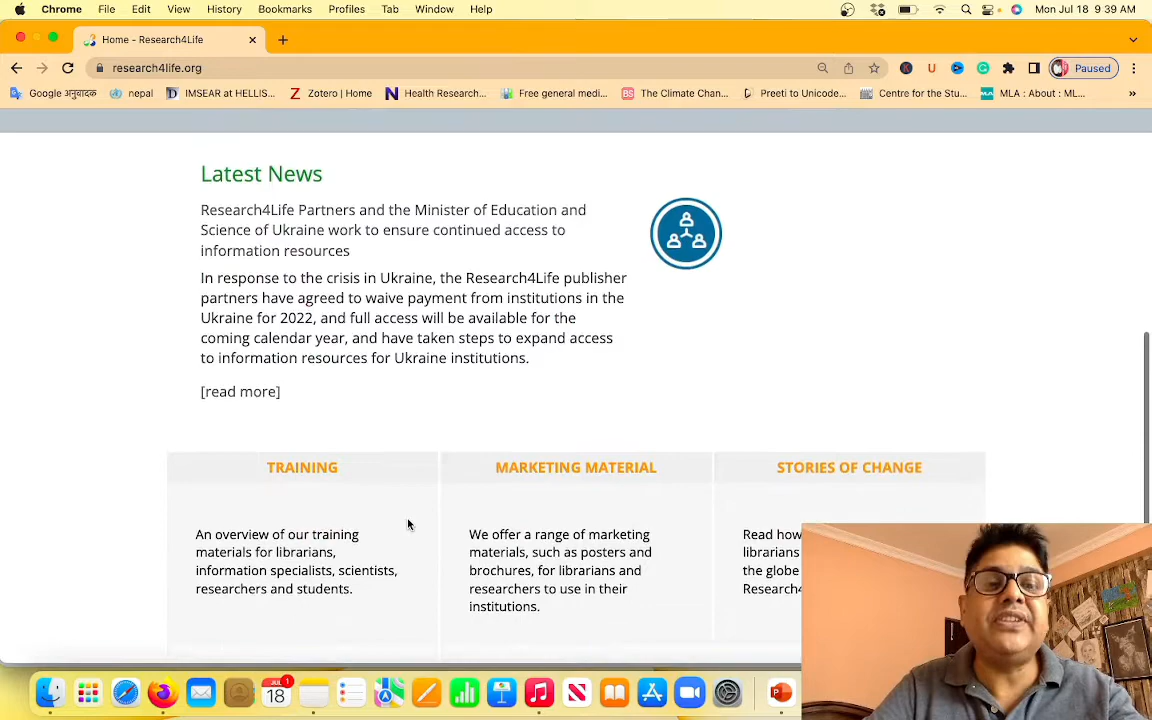 Chrome File Edit View History Bookmarks Profiles Tab Window Help Mon Jul 18 9:39 AM
Home - Research4Life
research4life.org Paused
Google अनुवादक nepal IMSEAR at HELLIS... Zotero | Home Health Research... Free general medi... The Climate Chan... Preeti to Unicode... Centre for the Stu... MLA : About : ML...
Latest News
Research4Life Partners and the Minister of Education and
Science of Ukraine work to ensure continued access to
information resources
In response to the crisis in Ukraine, the Research4Life publisher
partners have agreed to waive payment from institutions in the
Ukraine for 2022, and full access will be available for the
coming calendar year, and have taken steps to expand access
to information resources for Ukraine institutions.
[read more]
TRAINING
An overview of our training
materials for librarians,
information specialists, scientists,
researchers and students.
MARKETING MATERIAL
We offer a range of marketing
materials, such as posters and
brochures, for librarians and
researchers to use in their
institutions.
STORIES OF CHANGE
Read how
librarians
the globe
Research4
JUL 1
18